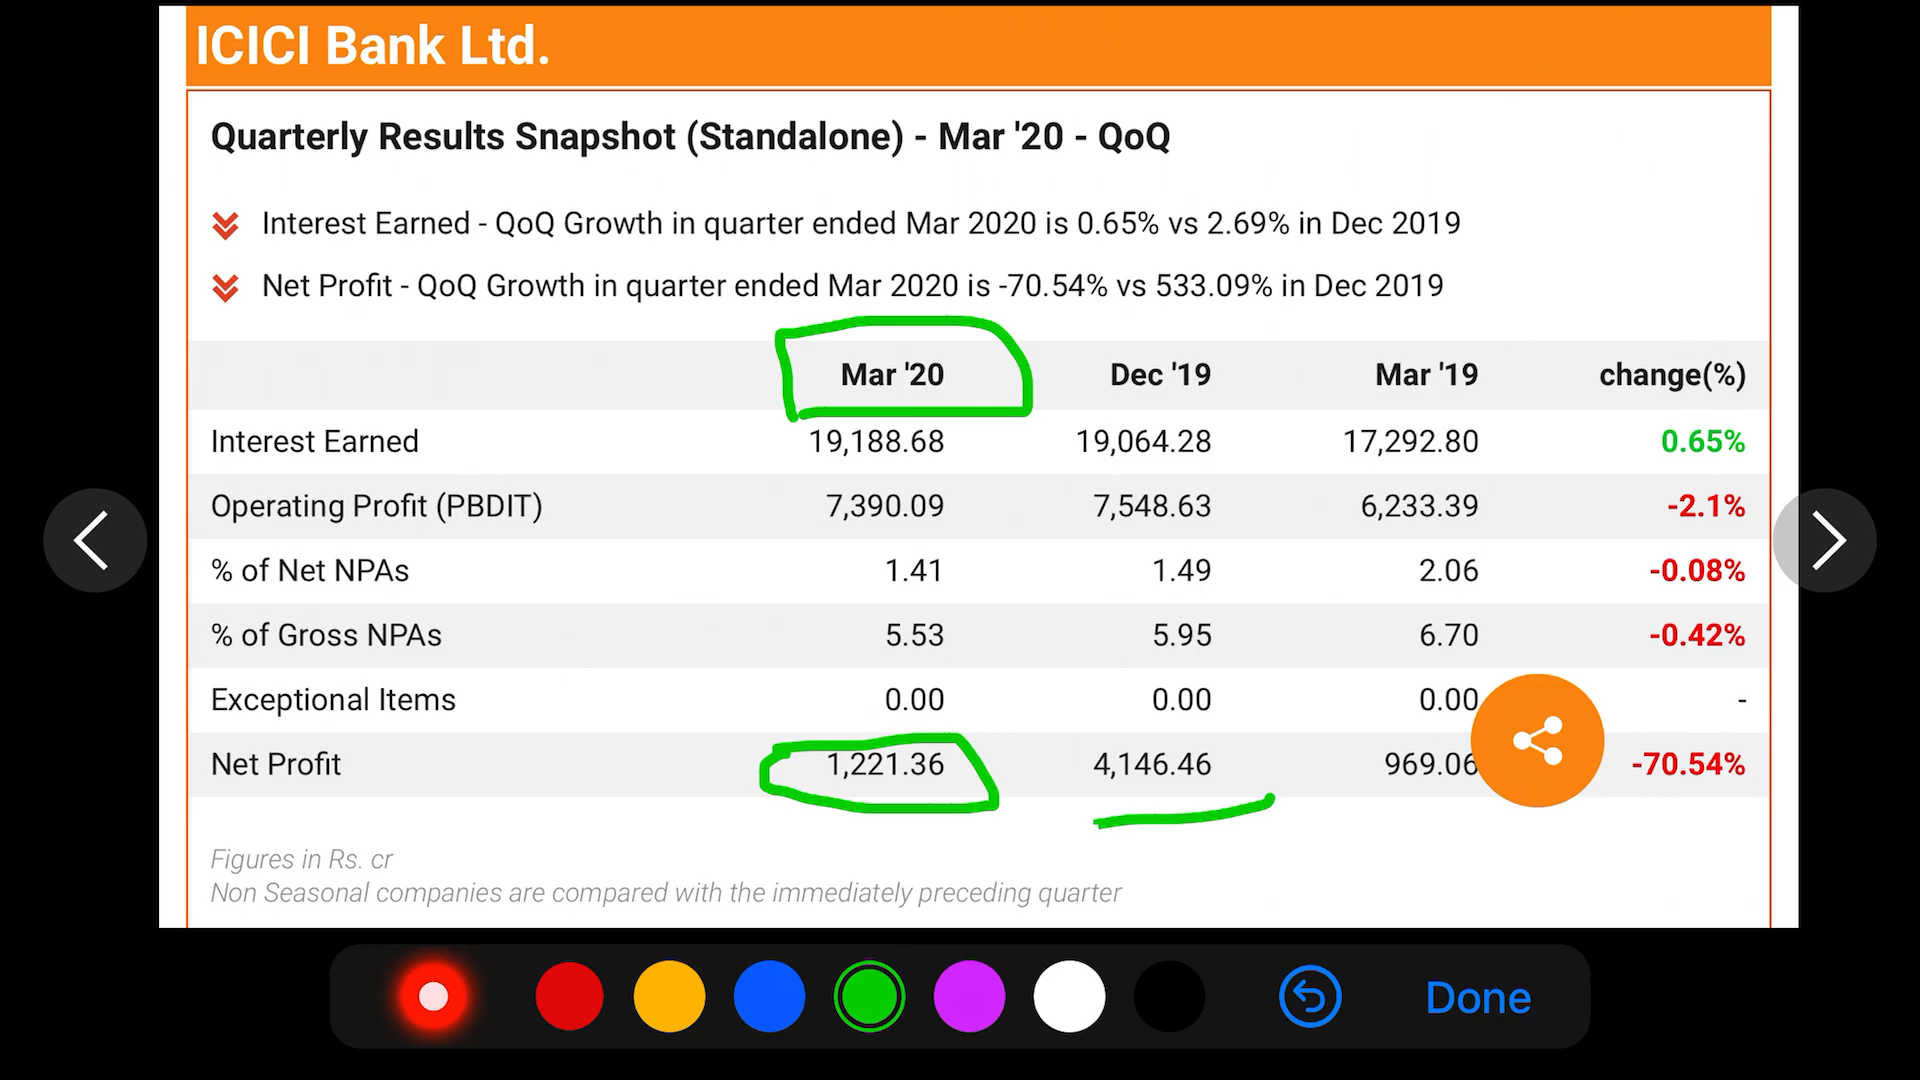 ICICI Bank Ltd.
Quarterly Results Snapshot (Standalone) - Mar '20 - QoQ
Interest Earned - QoQ Growth in quarter ended Mar 2020 is 0.65% vs 2.69% in Dec 2019
Net Profit - QoQ Growth in quarter ended Mar 2020 is -70.54% vs 533.09% in Dec 2019
Mar '20 Dec '19 Mar '19 change(%)
Interest Earned 19,188.68 19,064.28 17,292.80 0.65%
Operating Profit (PBDIT) 7,390.09 7,548.63 6,233.39 -2.1%
% of Net NPAs 1.41 1.49 2.06 -0.08%
% of Gross NPAs 5.53 5.95 6.70 -0.42%
Exceptional Items 0.00 0.00 0.00 -
Net Profit 1,221.36 4,146.46 969.06 -70.54%
Figures in Rs. cr
Non Seasonal companies are compared with the immediately preceding quarter
Done